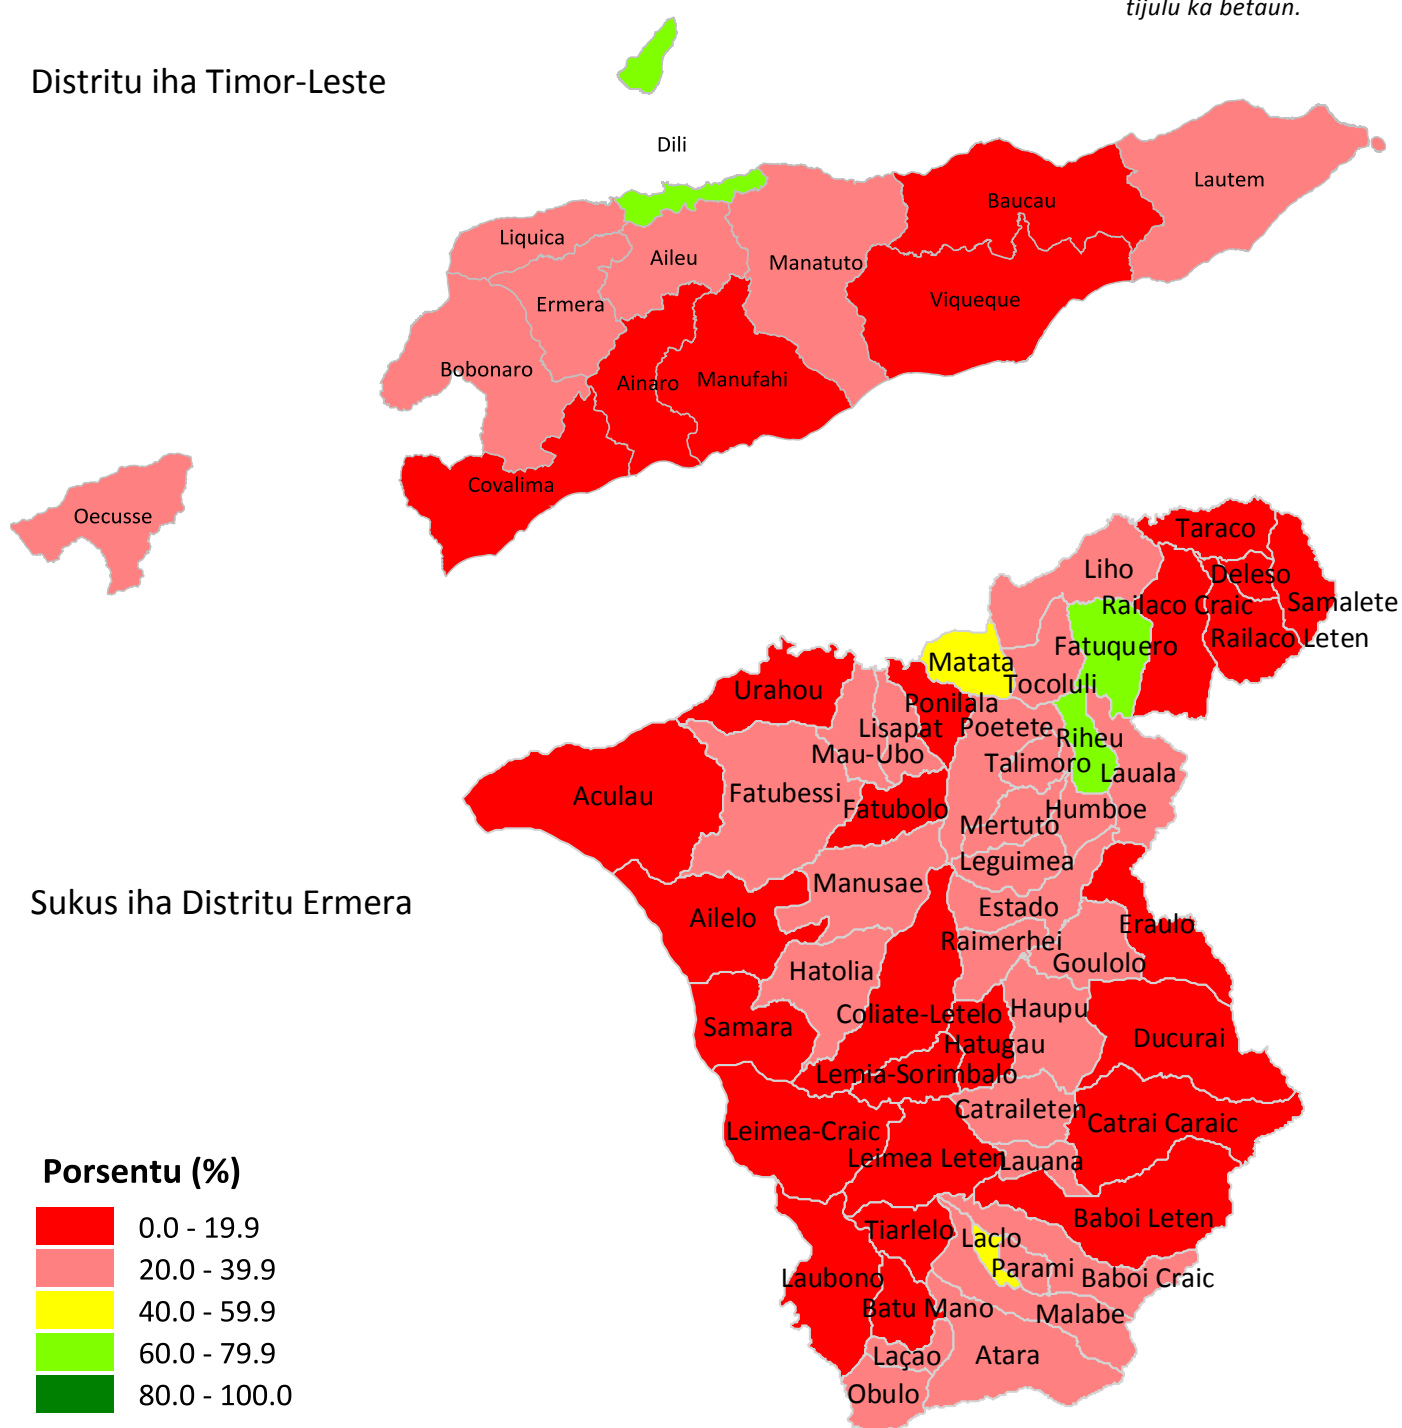 tijulu ka betaun.
Distritu iha Timor-Leste
Dili
Lautem
Baucau
Liquica
Aileu
Manatuto
Viqueque
Ermera
Bobonaro
Ainaro
Manufahi
Covalima
Oecusse
Taraco
Liho
Deleso
Railaco Craic
Samalete
Railaco Leten
Fatuquero
Matata
Tocoluli
Urahou
Ponilala
Lisapat
Poetete
Riheu
Mau-Ubo
Talimoro
Lauala
Aculau
Fatubessi
Fatubolo
Humboe
Mertuto
Leguimea
Manusae
Sukus iha Distritu Ermera
Estado
Ailelo
Eraulo
Raimerhei
Goulolo
Hatolia
Haupu
Coliate-Letelo
Samara
Ducurai
Hatugau
Lemia-Sorimbalo
Catraileten
Catrai Caraic
Leimea-Craic
Leimea Leten
Lauana
Baboi Leten
Tiarlelo
Laclo
Parami
Baboi Craic
Laubono
Batu Mano
Malabe
Laçao
Atara
Obulo
Porsentu (%)
0.0 - 19.9
20.0 - 39.9
40.0 - 59.9
60.0 - 79.9
80.0 - 100.0